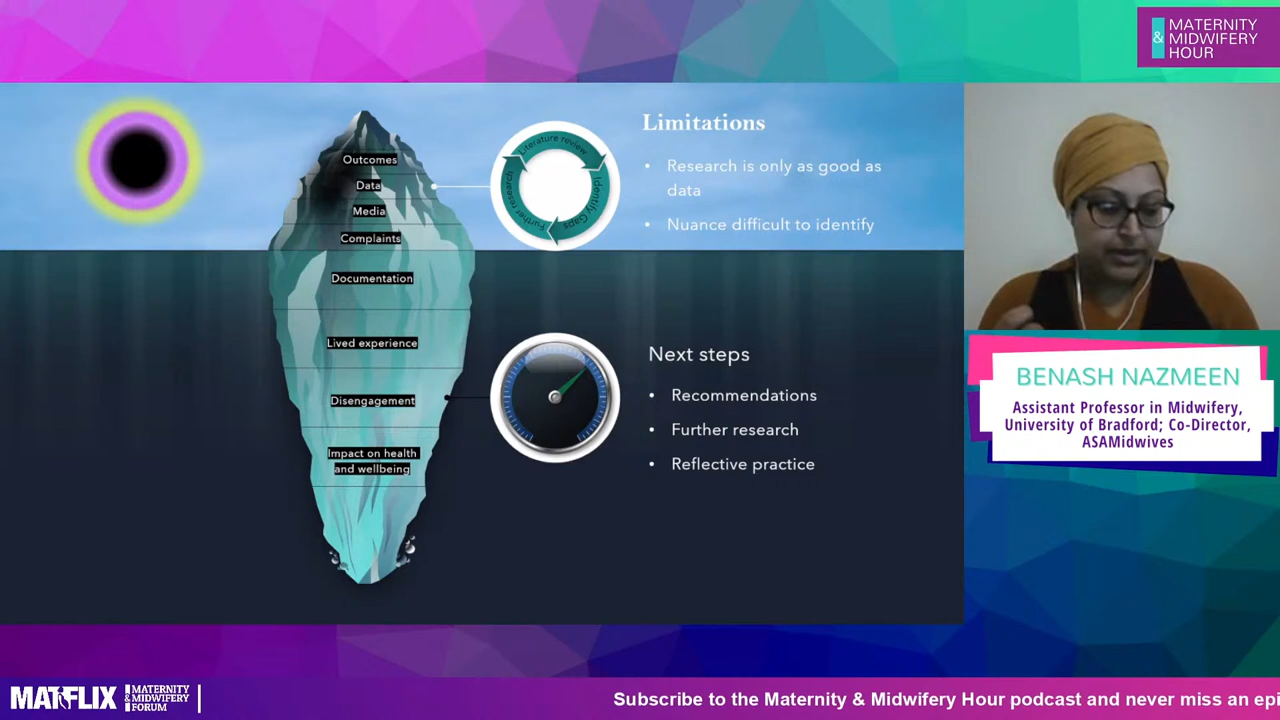 &
MATERNITY
MIDWIFERY
HOUR
Outcomes
Data
Media
Complaints
Documentation
Lived experience
Disengagement
Impact on health
and wellbeing
Literature review
Identify Gaps
Further research
Limitations
• Research is only as good as
data
• Nuance difficult to identify
Next steps
• Recommendations
• Further research
• Reflective practice
BENASH NAZMEEN
Assistant Professor in Midwifery,
University of Bradford; Co-Director,
ASAMidwives
MATFLIX
MATERNITY
& MIDWIFERY
FORUM
Subscribe to the Maternity & Midwifery Hour podcast and never miss an epi